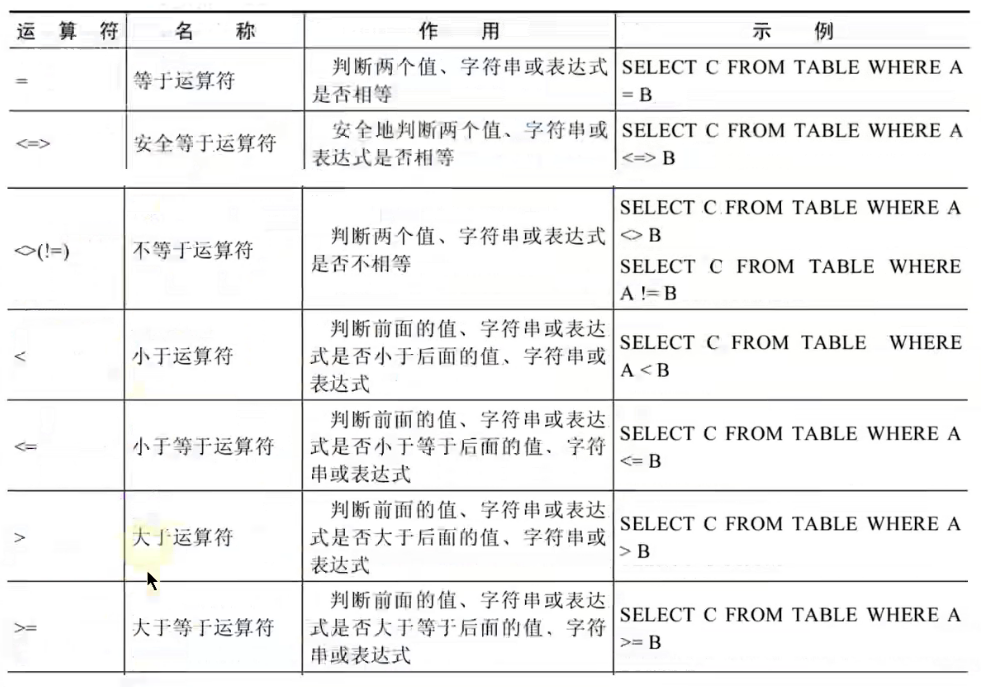 运 算 符 名 称 作 用 示 例
= 等于运算符 判断两个值、字符串或表达式是否相等 SELECT C FROM TABLE WHERE A = B
<=> 安全等于运算符 安全地判断两个值、字符串或表达式是否相等 SELECT C FROM TABLE WHERE A <=> B
<>(!=) 不等于运算符 判断两个值、字符串或表达式是否不相等 SELECT C FROM TABLE WHERE A <> B
SELECT C FROM TABLE WHERE A != B
< 小于运算符 判断前面的值、字符串或表达式是否小于后面的值、字符串或表达式 SELECT C FROM TABLE WHERE A < B
<= 小于等于运算符 判断前面的值、字符串或表达式是否小于等于后面的值、字符串或表达式 SELECT C FROM TABLE WHERE A <= B
> 大于运算符 判断前面的值、字符串或表达式是否大于后面的值、字符串或表达式 SELECT C FROM TABLE WHERE A > B
>= 大于等于运算符 判断前面的值、字符串或表达式是否大于等于后面的值、字符串或表达式 SELECT C FROM TABLE WHERE A >= B